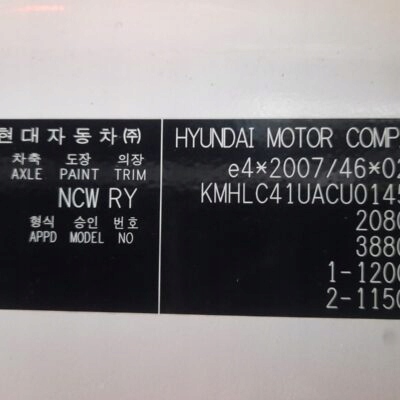 현대자동차㈜
차축 도장 의장
AXLE PAINT TRIM
NCW RY
형식 승인 번호
APPD MODEL NO
HYUNDAI MOTOR COMP
e4*2007/46*02
KMHLC41UACU0145
2080
3880
1-1200
2-1150